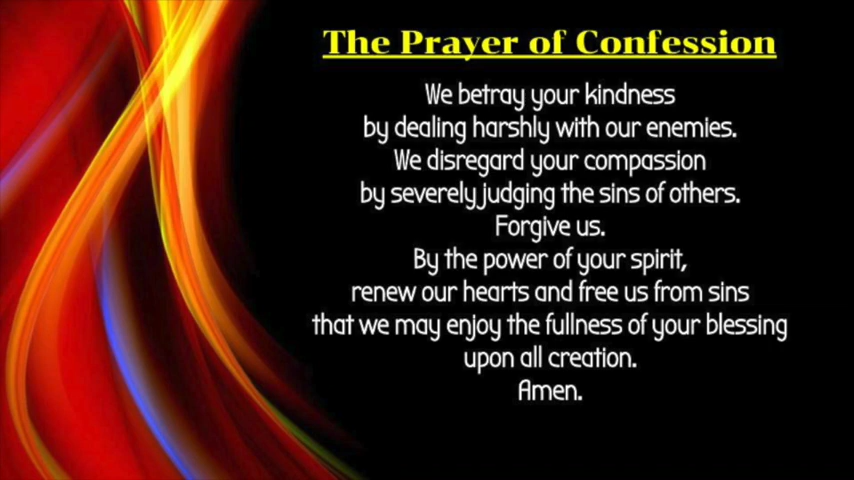 The Prayer of Confession
We betray your kindness
by dealing harshly with our enemies.
We disregard your compassion
by severely judging the sins of others.
Forgive us.
By the power of your spirit,
renew our hearts and free us from sins
that we may enjoy the fullness of your blessing
upon all creation.
Amen.